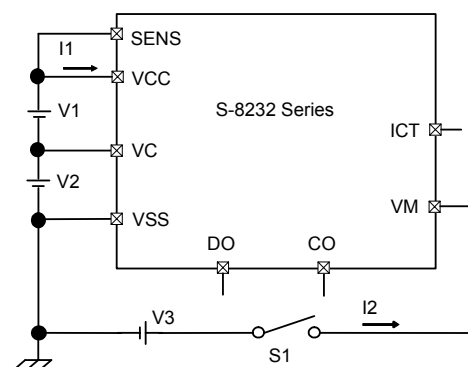 SENS
I1
VCC
V1
S-8232 Series
ICT
VC
V2
VM
VSS
DO
CO
V3
I2
S1